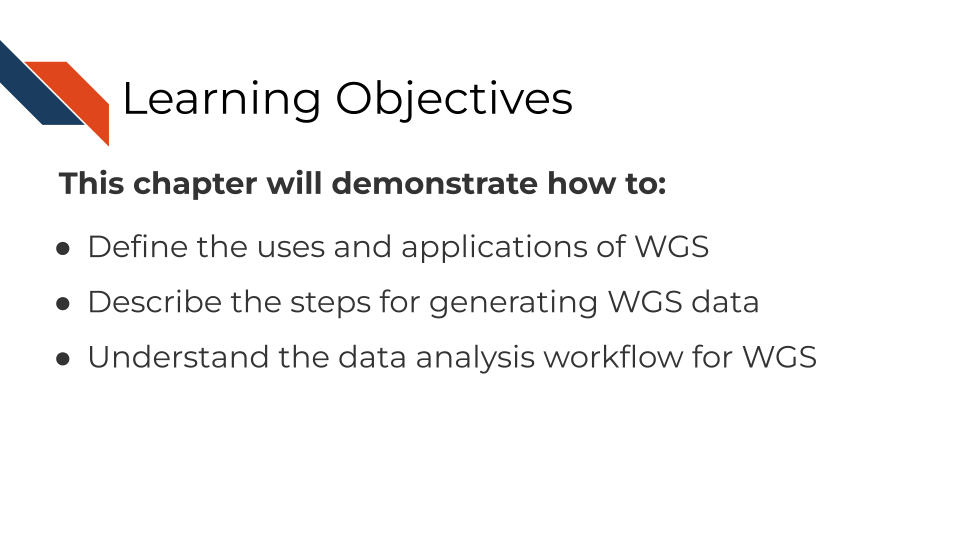 Learning Objectives
This chapter will demonstrate how to:
● Define the uses and applications of WGS
● Describe the steps for generating WGS data
● Understand the data analysis workflow for WGS